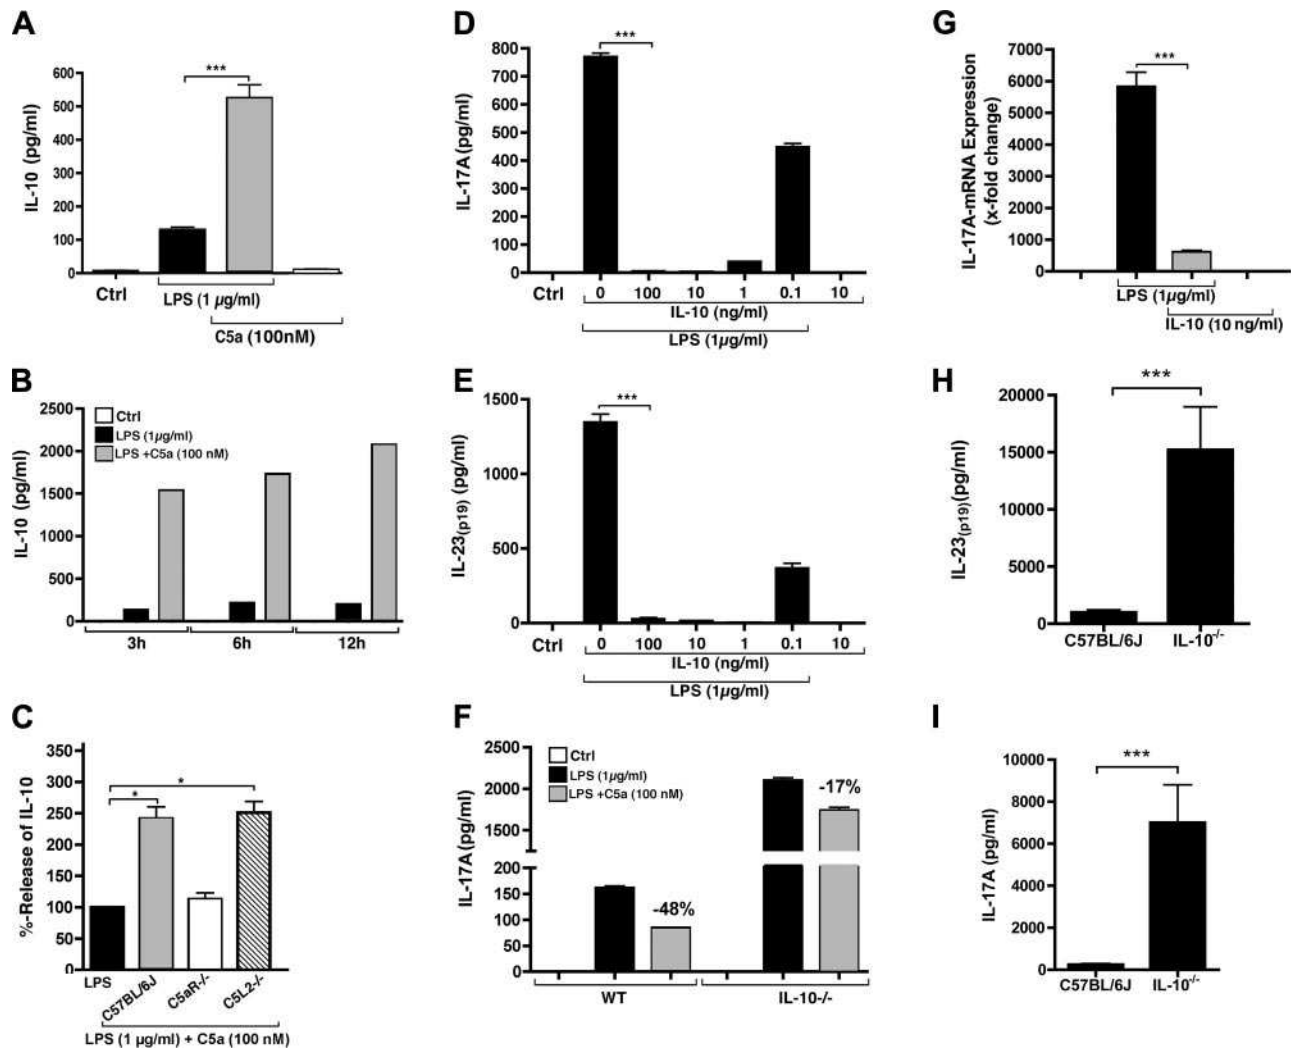 A
IL-10 (pg/ml)
600
500
400
300
200
100
0
***
Ctrl
LPS (1 µg/ml)
C5a (100nM)
B
IL-10 (pg/ml)
2500
2000
1500
1000
500
0
Ctrl
LPS (1µg/ml)
LPS +C5a (100 nM)
3h 6h 12h
C
%-Release of IL-10
350
300
250
200
150
100
50
0
*
*
LPS C57BL/6J C5aR-/- C5L2-/-
LPS (1 µg/ml) + C5a (100 nM)
D
IL-17A(pg/ml)
800
700
600
500
400
300
200
100
0
***
Ctrl 0 100 10 1 0.1 10
IL-10 (ng/ml)
LPS (1µg/ml)
E
IL-23(p19) (pg/ml)
1500
1000
500
0
***
Ctrl 0 100 10 1 0.1 10
IL-10 (ng/ml)
LPS (1µg/ml)
F
IL-17A(pg/ml)
2500
2000
1500
200
150
100
50
0
Ctrl
LPS (1µg/ml)
LPS +C5a (100 nM)
-48%
-17%
WT IL-10-/-
G
IL-17A-mRNA Expression
(x-fold change)
7000
6000
5000
4000
3000
2000
1000
0
***
LPS (1µg/ml)
IL-10 (10 ng/ml)
H
IL-23(p19)(pg/ml)
20000
15000
10000
5000
0
***
C57BL/6J IL-10-/-
I
IL-17A (pg/ml)
10000
8000
6000
4000
2000
0
***
C57BL/6J IL-10-/-